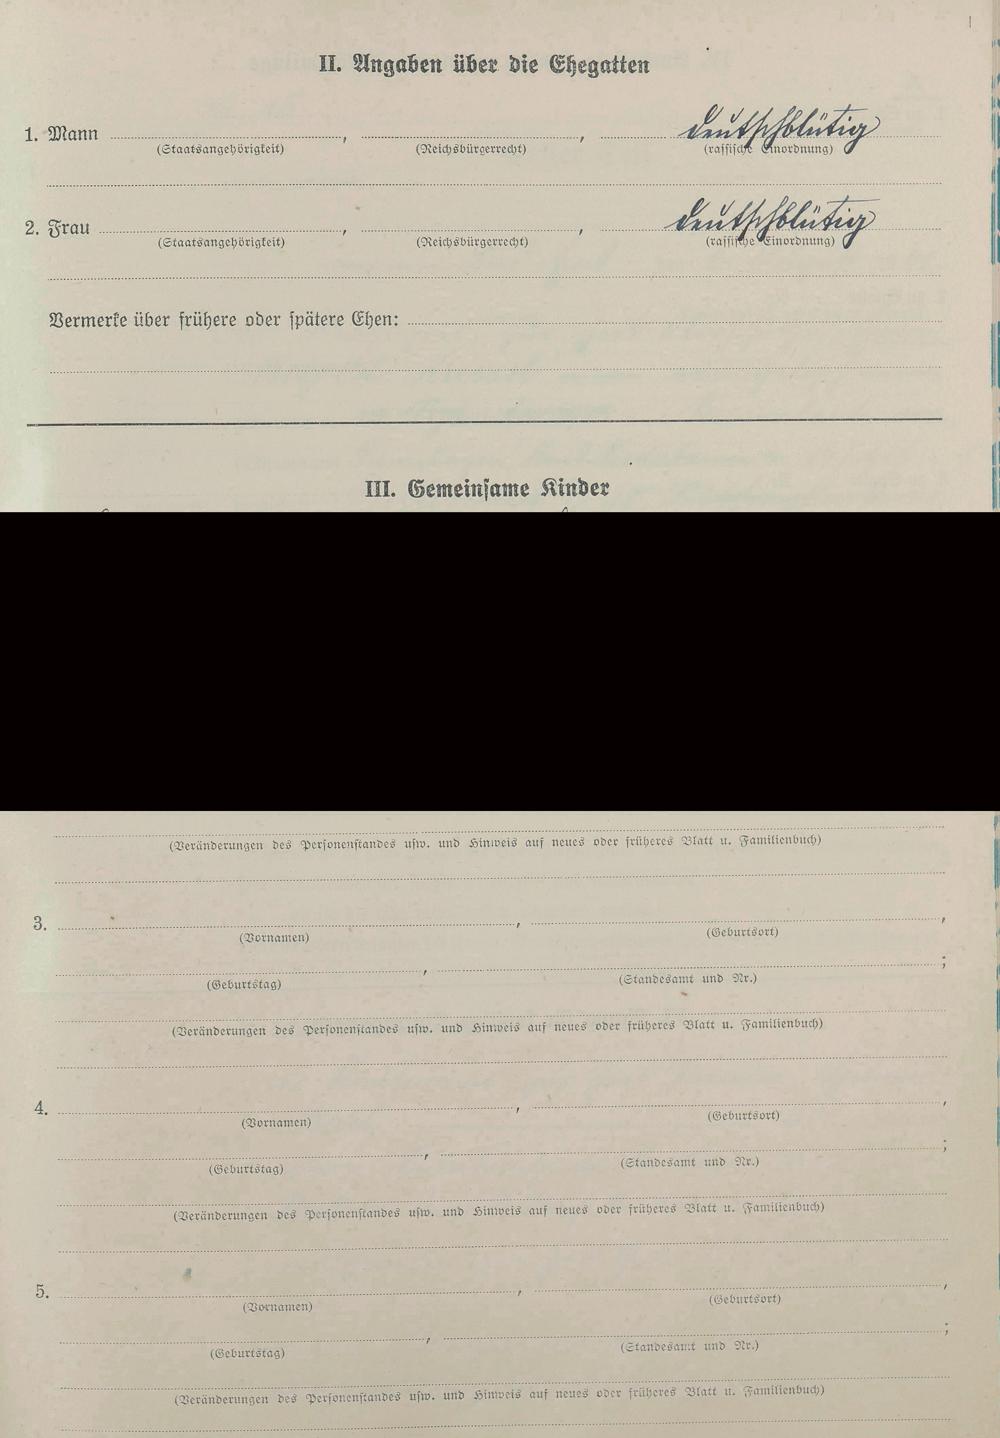 II. Angaben über die Ehegatten
1. Mann , , deutschblütig
(Staatsangehörigkeit) (Reichsbürgerrecht) (rassische Einordnung)
2. Frau , , deutschblütig
(Staatsangehörigkeit) (Reichsbürgerrecht) (rassische Einordnung)
Vermerke über frühere oder spätere Ehen:
III. Gemeinsame Kinder
(Veränderungen des Personenstandes usw. und Hinweis auf neues oder früheres Blatt u. Familienbuch)
3. , ,
(Vornamen) (Geburtsort)
, ;
(Geburtstag) (Standesamt und Nr.)
(Veränderungen des Personenstandes usw. und Hinweis auf neues oder früheres Blatt u. Familienbuch)
4. , ,
(Vornamen) (Geburtsort)
, ;
(Geburtstag) (Standesamt und Nr.)
(Veränderungen des Personenstandes usw. und Hinweis auf neues oder früheres Blatt u. Familienbuch)
5. , ,
(Vornamen) (Geburtsort)
, ;
(Geburtstag) (Standesamt und Nr.)
(Veränderungen des Personenstandes usw. und Hinweis auf neues oder früheres Blatt u. Familienbuch)